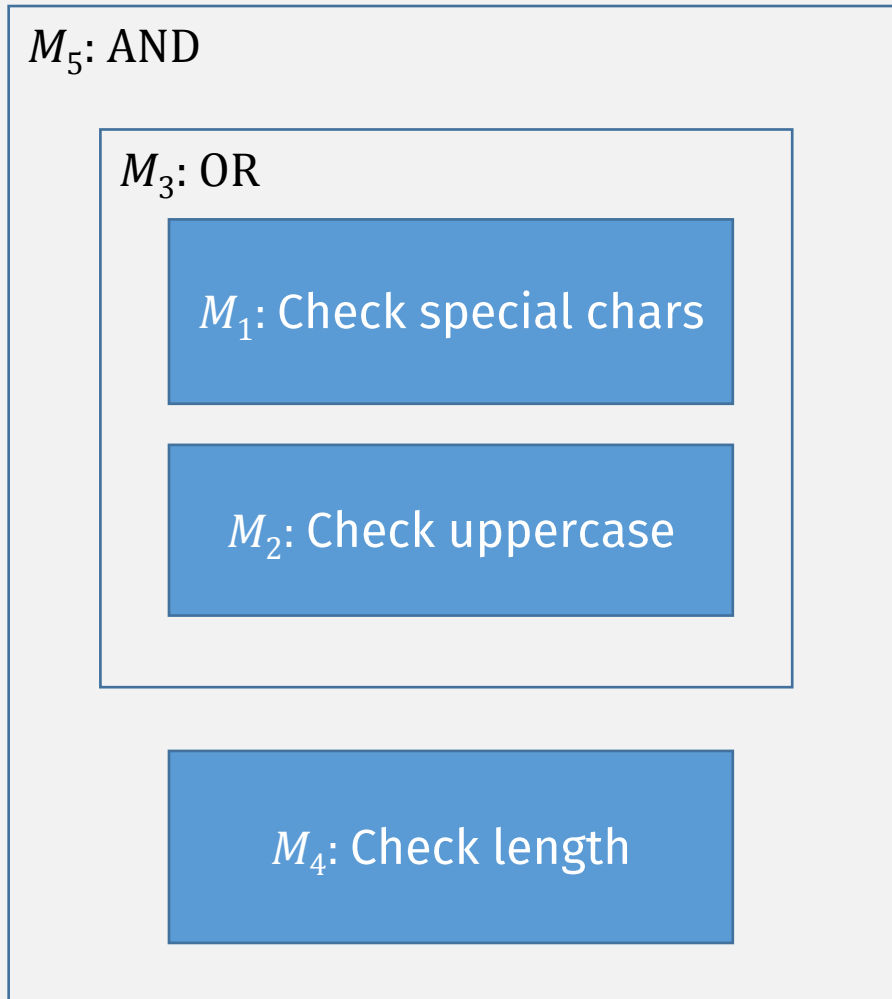 M₅: AND
M₃: OR
M₁: Check special chars
M₂: Check uppercase
M₄: Check length